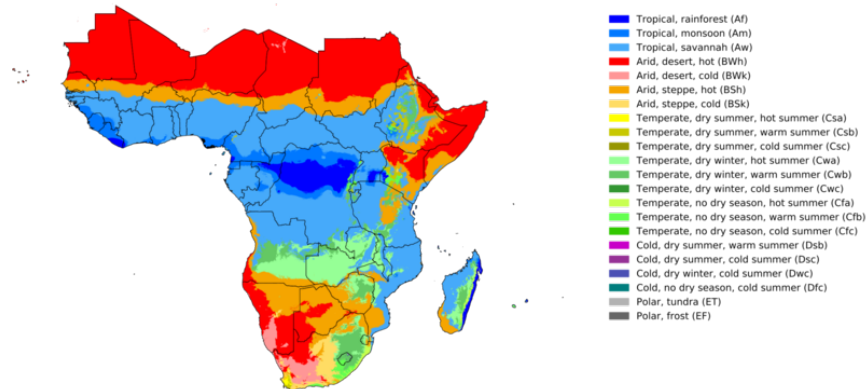 Tropical, rainforest (Af)
Tropical, monsoon (Am)
Tropical, savannah (Aw)
Arid, desert, hot (BWh)
Arid, desert, cold (BWk)
Arid, steppe, hot (BSh)
Arid, steppe, cold (BSk)
Temperate, dry summer, hot summer (Csa)
Temperate, dry summer, warm summer (Csb)
Temperate, dry summer, cold summer (Csc)
Temperate, dry winter, hot summer (Cwa)
Temperate, dry winter, warm summer (Cwb)
Temperate, dry winter, cold summer (Cwc)
Temperate, no dry season, hot summer (Cfa)
Temperate, no dry season, warm summer (Cfb)
Temperate, no dry season, cold summer (Cfc)
Cold, dry summer, warm summer (Dsb)
Cold, dry summer, cold summer (Dsc)
Cold, dry winter, cold summer (Dwc)
Cold, no dry season, cold summer (Dfc)
Polar, tundra (ET)
Polar, frost (EF)